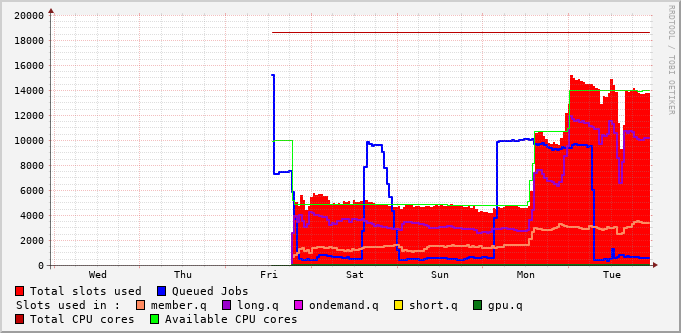 RRDTOOL / TOBI OETIKER
20000
18000
16000
14000
12000
10000
8000
6000
4000
2000
0
Wed Thu Fri Sat Sun Mon Tue
Total slots used Queued Jobs
Slots used in : member.q long.q ondemand.q short.q gpu.q
Total CPU cores Available CPU cores